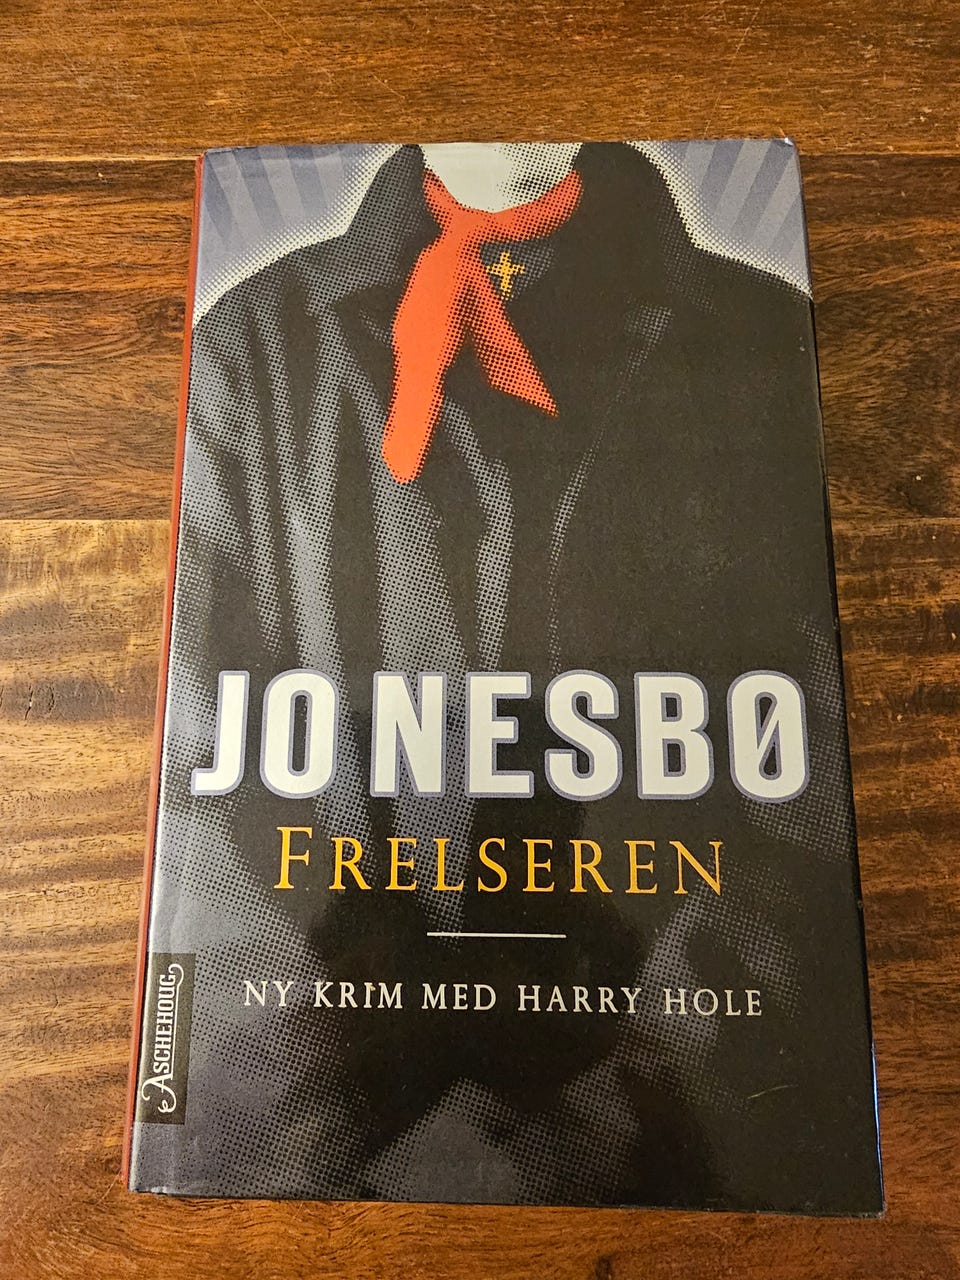 JO NESBØ
FRELSEREN
NY KRIM MED HARRY HOLE
ASCHEHOUG